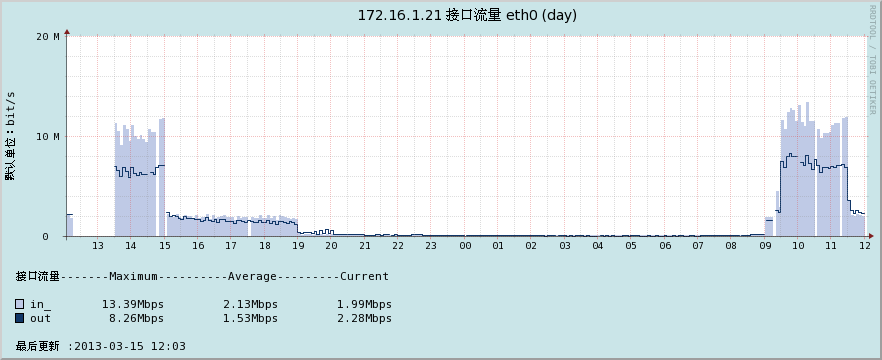 172.16.1.21 接口流量 eth0 (day)
RRDTOOL / TOBI OETIKER
默认单位：bit/s
20 M
10 M
0
13 14 15 16 17 18 19 20 21 22 23 00 01 02 03 04 05 06 07 08 09 10 11 12
接口流量-------Maximum----------Average---------Current
in_ 13.39Mbps 2.13Mbps 1.99Mbps
out 8.26Mbps 1.53Mbps 2.28Mbps
最后更新 :2013-03-15 12:03